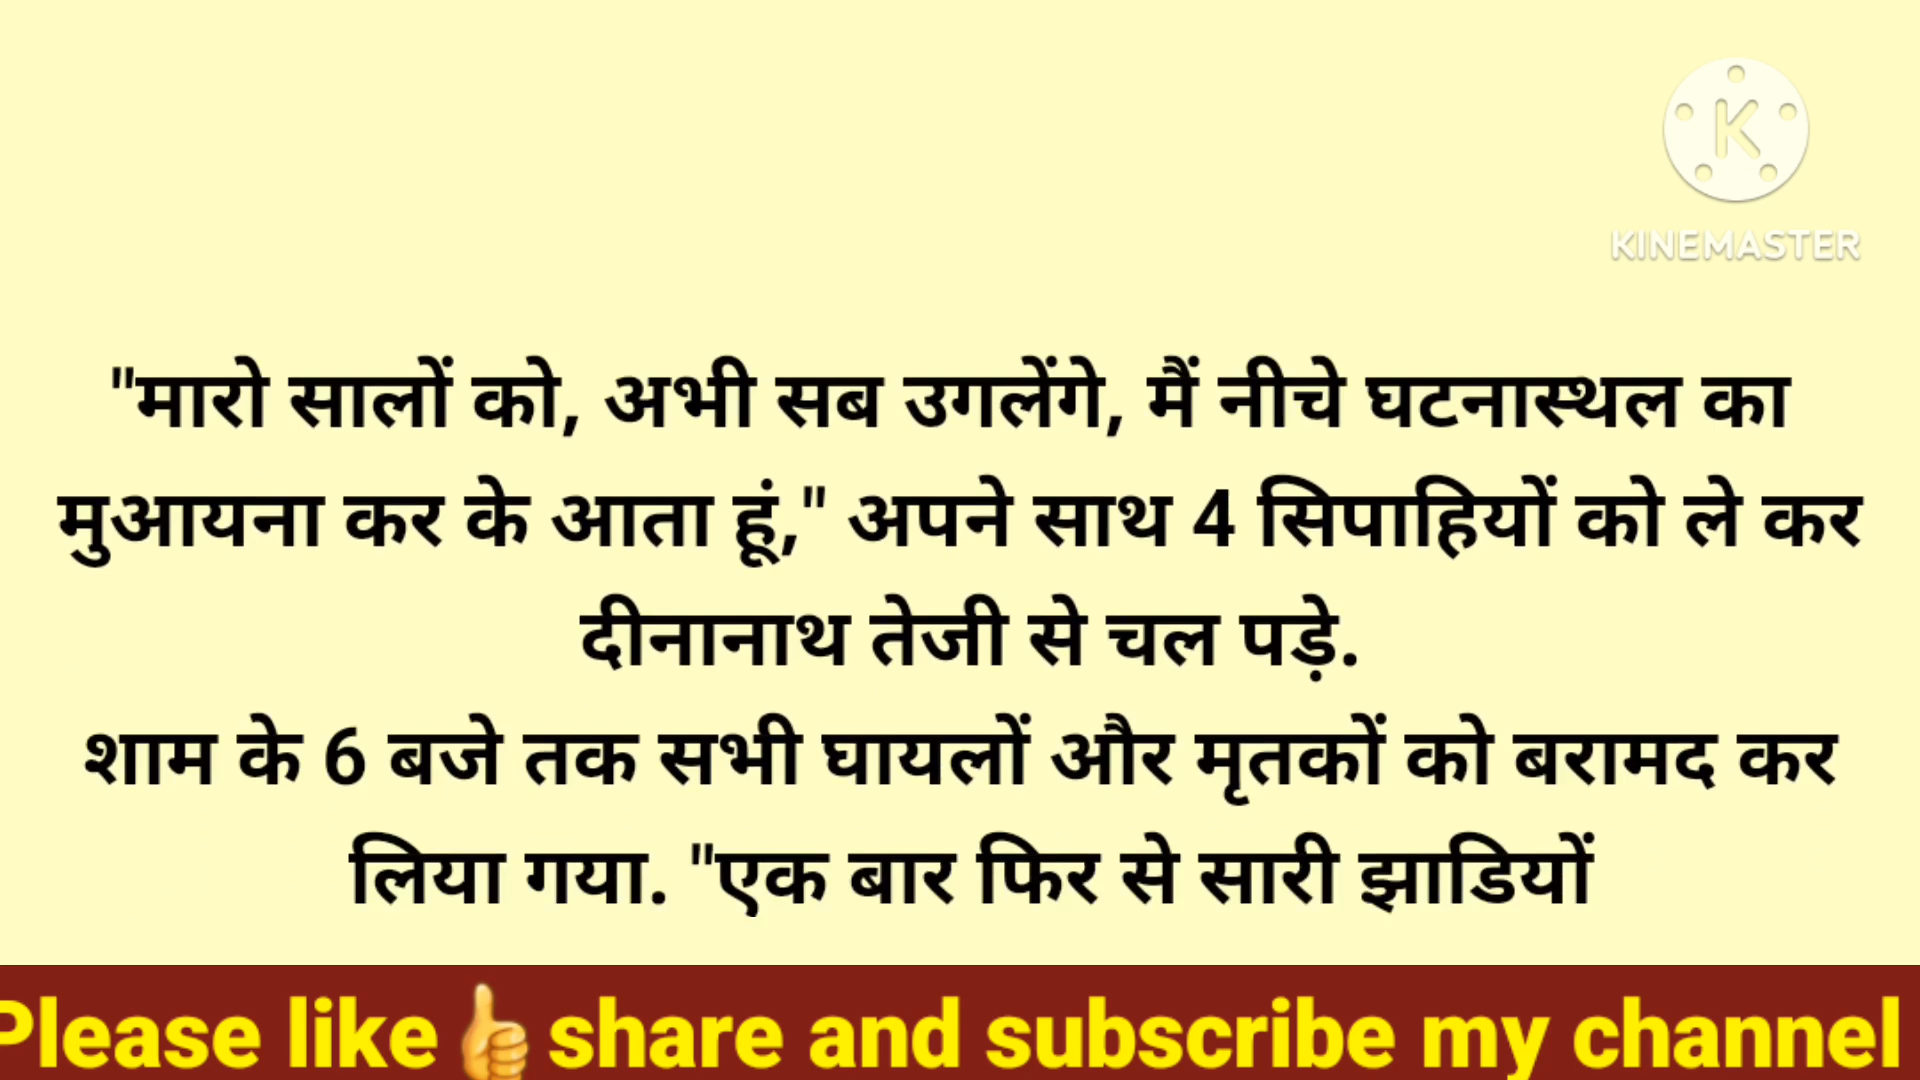 K
KINEMASTER
"मारो सालों को, अभी सब उगलेंगे, मैं नीचे घटनास्थल का
मुआयना कर के आता हूं," अपने साथ 4 सिपाहियों को ले कर
दीनानाथ तेजी से चल पड़े.
शाम के 6 बजे तक सभी घायलों और मृतकों को बरामद कर
लिया गया. "एक बार फिर से सारी झाडियों
Please like👍share and subscribe my channel